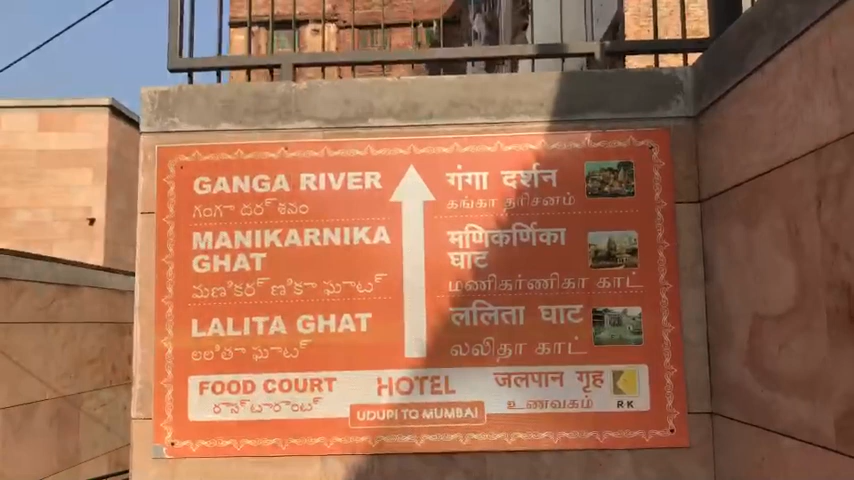 GANGA RIVER
గంగా దర్శనం
MANIKARNIKA
GHAT
మణికర్ణికా ఘాట్
LALITA GHAT
లలితా ఘాట్
गंगा दर्शन
கங்கா தரிசனம்
मणिकर्णिका
घाट
மணிகர்ணிகா காட்
ललिता घाट
லலிதா காட்
FOOD COURT
HOTEL
जलपान गृह
UDUPI TO MUMBAI
உணவகம்
R·K